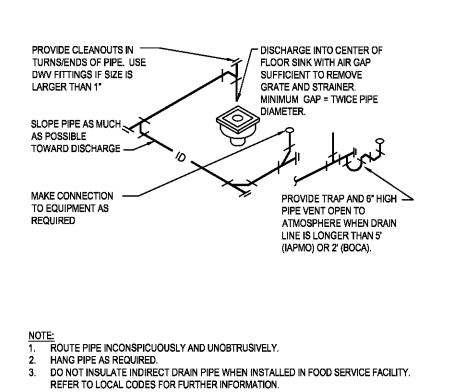 PROVIDE CLEANOUTS IN
TURNS/ENDS OF PIPE. USE
DWV FITTINGS IF SIZE IS
LARGER THAN 1"
DISCHARGE INTO CENTER OF
FLOOR SINK WITH AIR GAP
SUFFICIENT TO REMOVE
GRATE AND STRAINER.
MINIMUM GAP = TWICE PIPE
DIAMETER.
SLOPE PIPE AS MUCH
AS POSSIBLE
TOWARD DISCHARGE
ID
MAKE CONNECTION
TO EQUIPMENT AS
REQUIRED
PROVIDE TRAP AND 6" HIGH
PIPE VENT OPEN TO
ATMOSPHERE WHEN DRAIN
LINE IS LONGER THAN 5'
(IAPMO) OR 2' (BOCA).
NOTE:
1. ROUTE PIPE INCONSPICUOUSLY AND UNOBTRUSIVELY.
2. HANG PIPE AS REQUIRED.
3. DO NOT INSULATE INDIRECT DRAIN PIPE WHEN INSTALLED IN FOOD SERVICE FACILITY.
REFER TO LOCAL CODES FOR FURTHER INFORMATION.